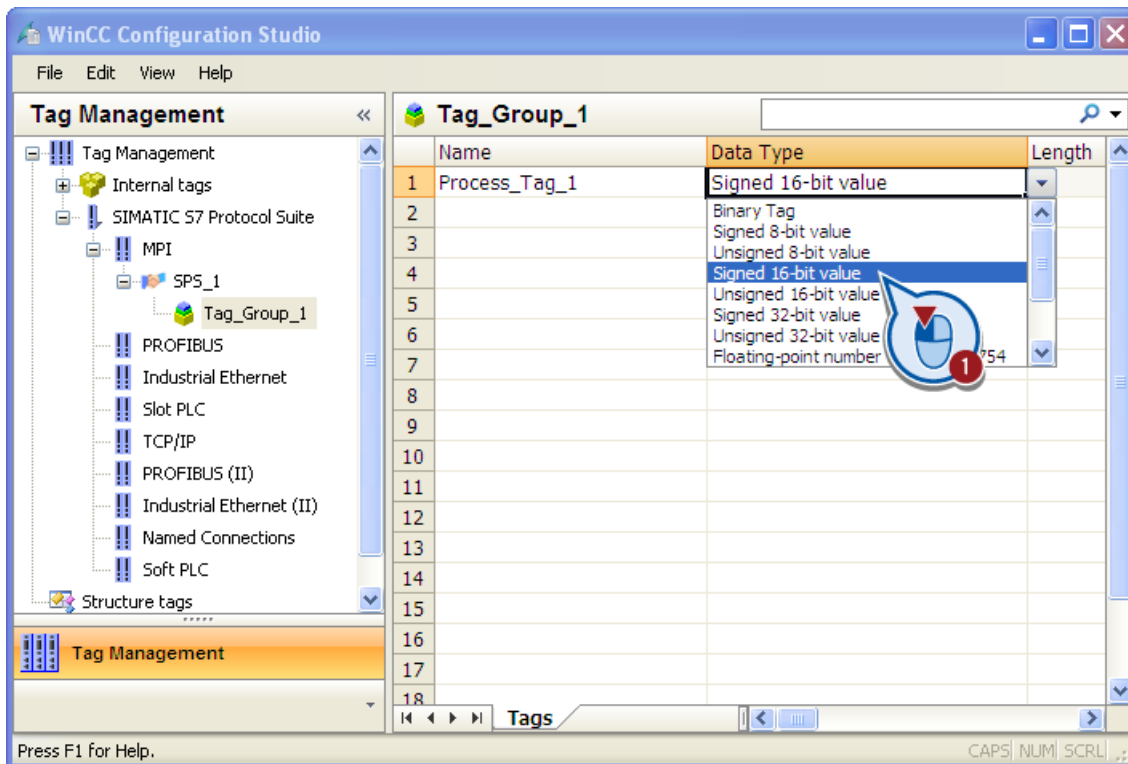 WinCC Configuration Studio
File Edit View Help
Tag Management «
Tag Management
Internal tags
SIMATIC S7 Protocol Suite
MPI
SPS_1
Tag_Group_1
PROFIBUS
Industrial Ethernet
Slot PLC
TCP/IP
PROFIBUS (II)
Industrial Ethernet (II)
Named Connections
Soft PLC
Structure tags
Tag Management
Tag_Group_1
Name Data Type Length
1 Process_Tag_1 Signed 16-bit value
2
3
4
5
6
7
8
9
10
11
12
13
14
15
16
17
18
Binary Tag
Signed 8-bit value
Unsigned 8-bit value
Signed 16-bit value
Unsigned 16-bit value
Signed 32-bit value
Unsigned 32-bit value
Floating-point number 754
1
Tags
Press F1 for Help.
CAPS NUM SCRL